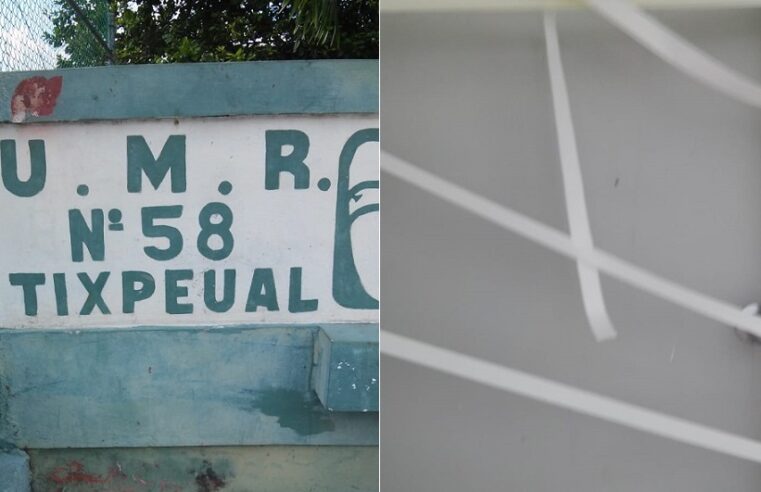 U. M. R.
Nº 58
TIXPEUAL